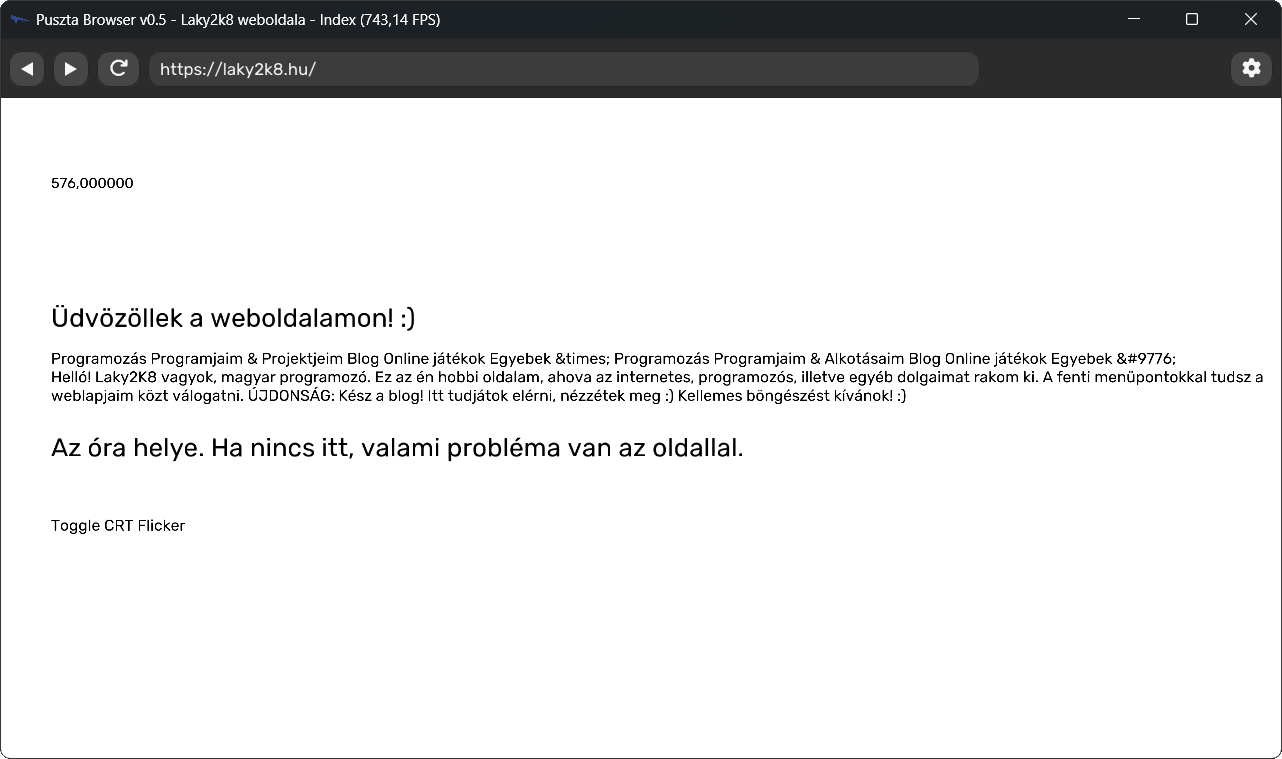 Puszta Browser v0.5 - Laky2k8 weboldala - Index (743,14 FPS)
https://laky2k8.hu/
576,000000
Üdvözöllek a weboldalamon! :)
Programozás Programjaim & Projektjeim Blog Online játékok Egyebek &times; Programozás Programjaim & Alkotásaim Blog Online játékok Egyebek &#9776;
Helló! Laky2K8 vagyok, magyar programozó. Ez az én hobbi oldalam, ahova az internetes, programozós, illetve egyéb dolgaimat rakom ki. A fenti menüpontokkal tudsz a
weblapjaim közt válogatni. ÚJDONSÁG: Kész a blog! Itt tudjátok elérni, nézzétek meg :) Kellemes böngészést kívánok! :)
Az óra helye. Ha nincs itt, valami probléma van az oldallal.
Toggle CRT Flicker